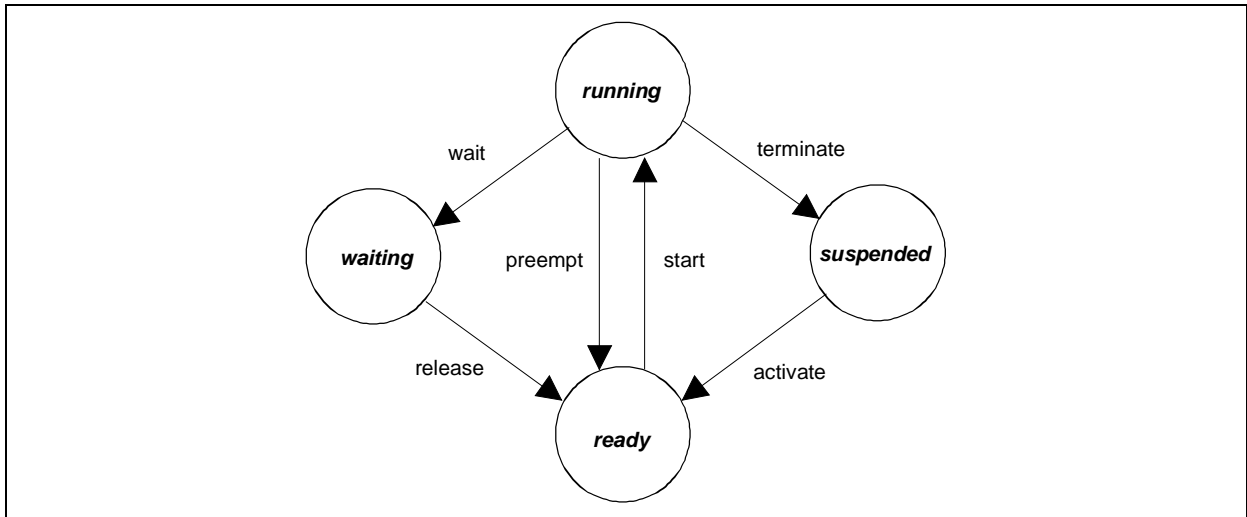 running
wait
terminate
waiting
preempt
start
suspended
release
activate
ready